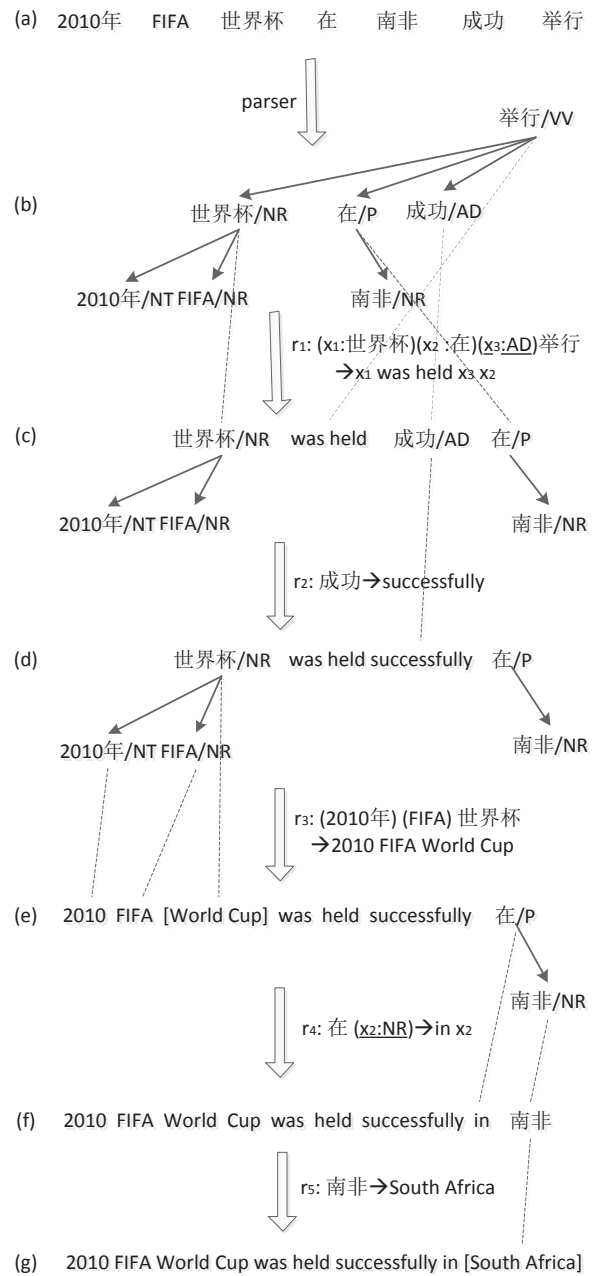 (a) 2010年 FIFA 世界杯 在 南非 成功 举行
parser
举行/VV
(b) 世界杯/NR 在/P 成功/AD
2010年/NT FIFA/NR 南非/NR
r1: (x1:世界杯)(x2:在)(x3:AD)举行
→x1 was held x3 x2
(c) 世界杯/NR was held 成功/AD 在/P
2010年/NT FIFA/NR 南非/NR
r2: 成功→successfully
(d) 世界杯/NR was held successfully 在/P
2010年/NT FIFA/NR 南非/NR
r3: (2010年) (FIFA) 世界杯
→2010 FIFA World Cup
(e) 2010 FIFA [World Cup] was held successfully 在/P
南非/NR
r4: 在 (x2:NR)→in x2
(f) 2010 FIFA World Cup was held successfully in 南非
r5: 南非→South Africa
(g) 2010 FIFA World Cup was held successfully in [South Africa]